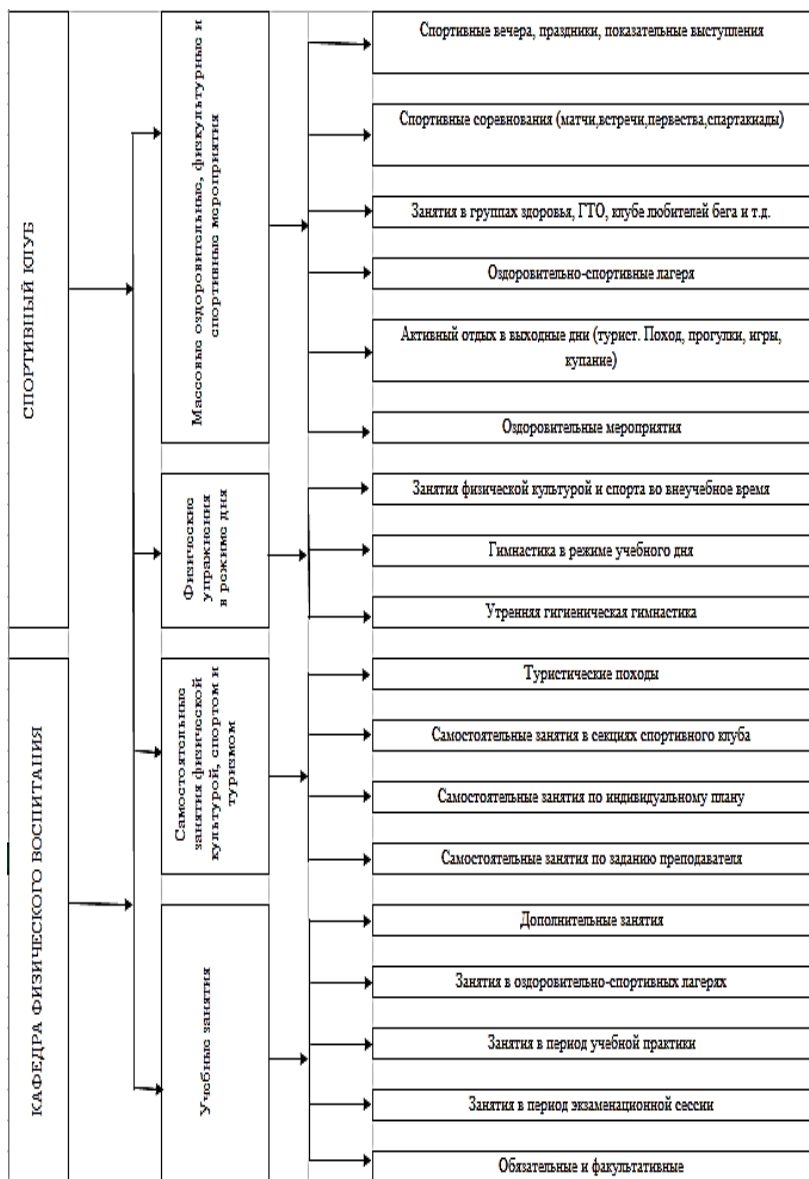 СПОРТИВНЫЙ КЛУБ
Массовые оздоровительные, физкультурные и
спортивные мероприятия
Спортивные вечера, праздники, показательные выступления
Спортивные соревнования (матчи,встречи,первества,спартакиады)
Занятия в группах здоровья, ГТО, клубе любителей бега и т.д.
Оздоровительно-спортивные лагеря
Активный отдых в выходные дни (турист. Поход, прогулки, игры,
купание)
Оздоровительные мероприятия
Физические
упражнения
в режиме дня
Занятия физической культурой и спорта во внеучебное время
Гимнастика в режиме учебного дня
Утренняя гигиеническая гимнастика
КАФЕДРА ФИЗИЧЕСКОГО ВОСПИТАНИЯ
Самостоятельные
занятия физической
культурой, спортом и
туризмом
Туристические походы
Самостоятельные занятия в секциях спортивного клуба
Самостоятельные занятия по индивидуальному плану
Самостоятельные занятия по заданию преподавателя
Учебные занятия
Дополнительные занятия
Занятия в оздоровительно-спортивных лагерях
Занятия в период учебной практики
Занятия в период экзаменационной сессии
Обязательные и факультативные